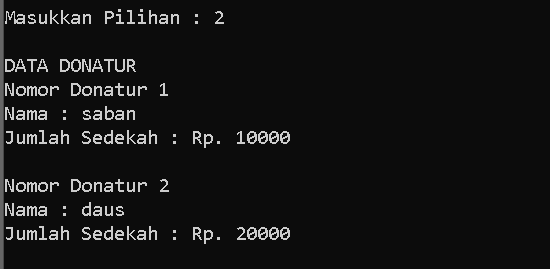 Masukkan Pilihan : 2
DATA DONATUR
Nomor Donatur 1
Nama : saban
Jumlah Sedekah : Rp. 10000
Nomor Donatur 2
Nama : daus
Jumlah Sedekah : Rp. 20000